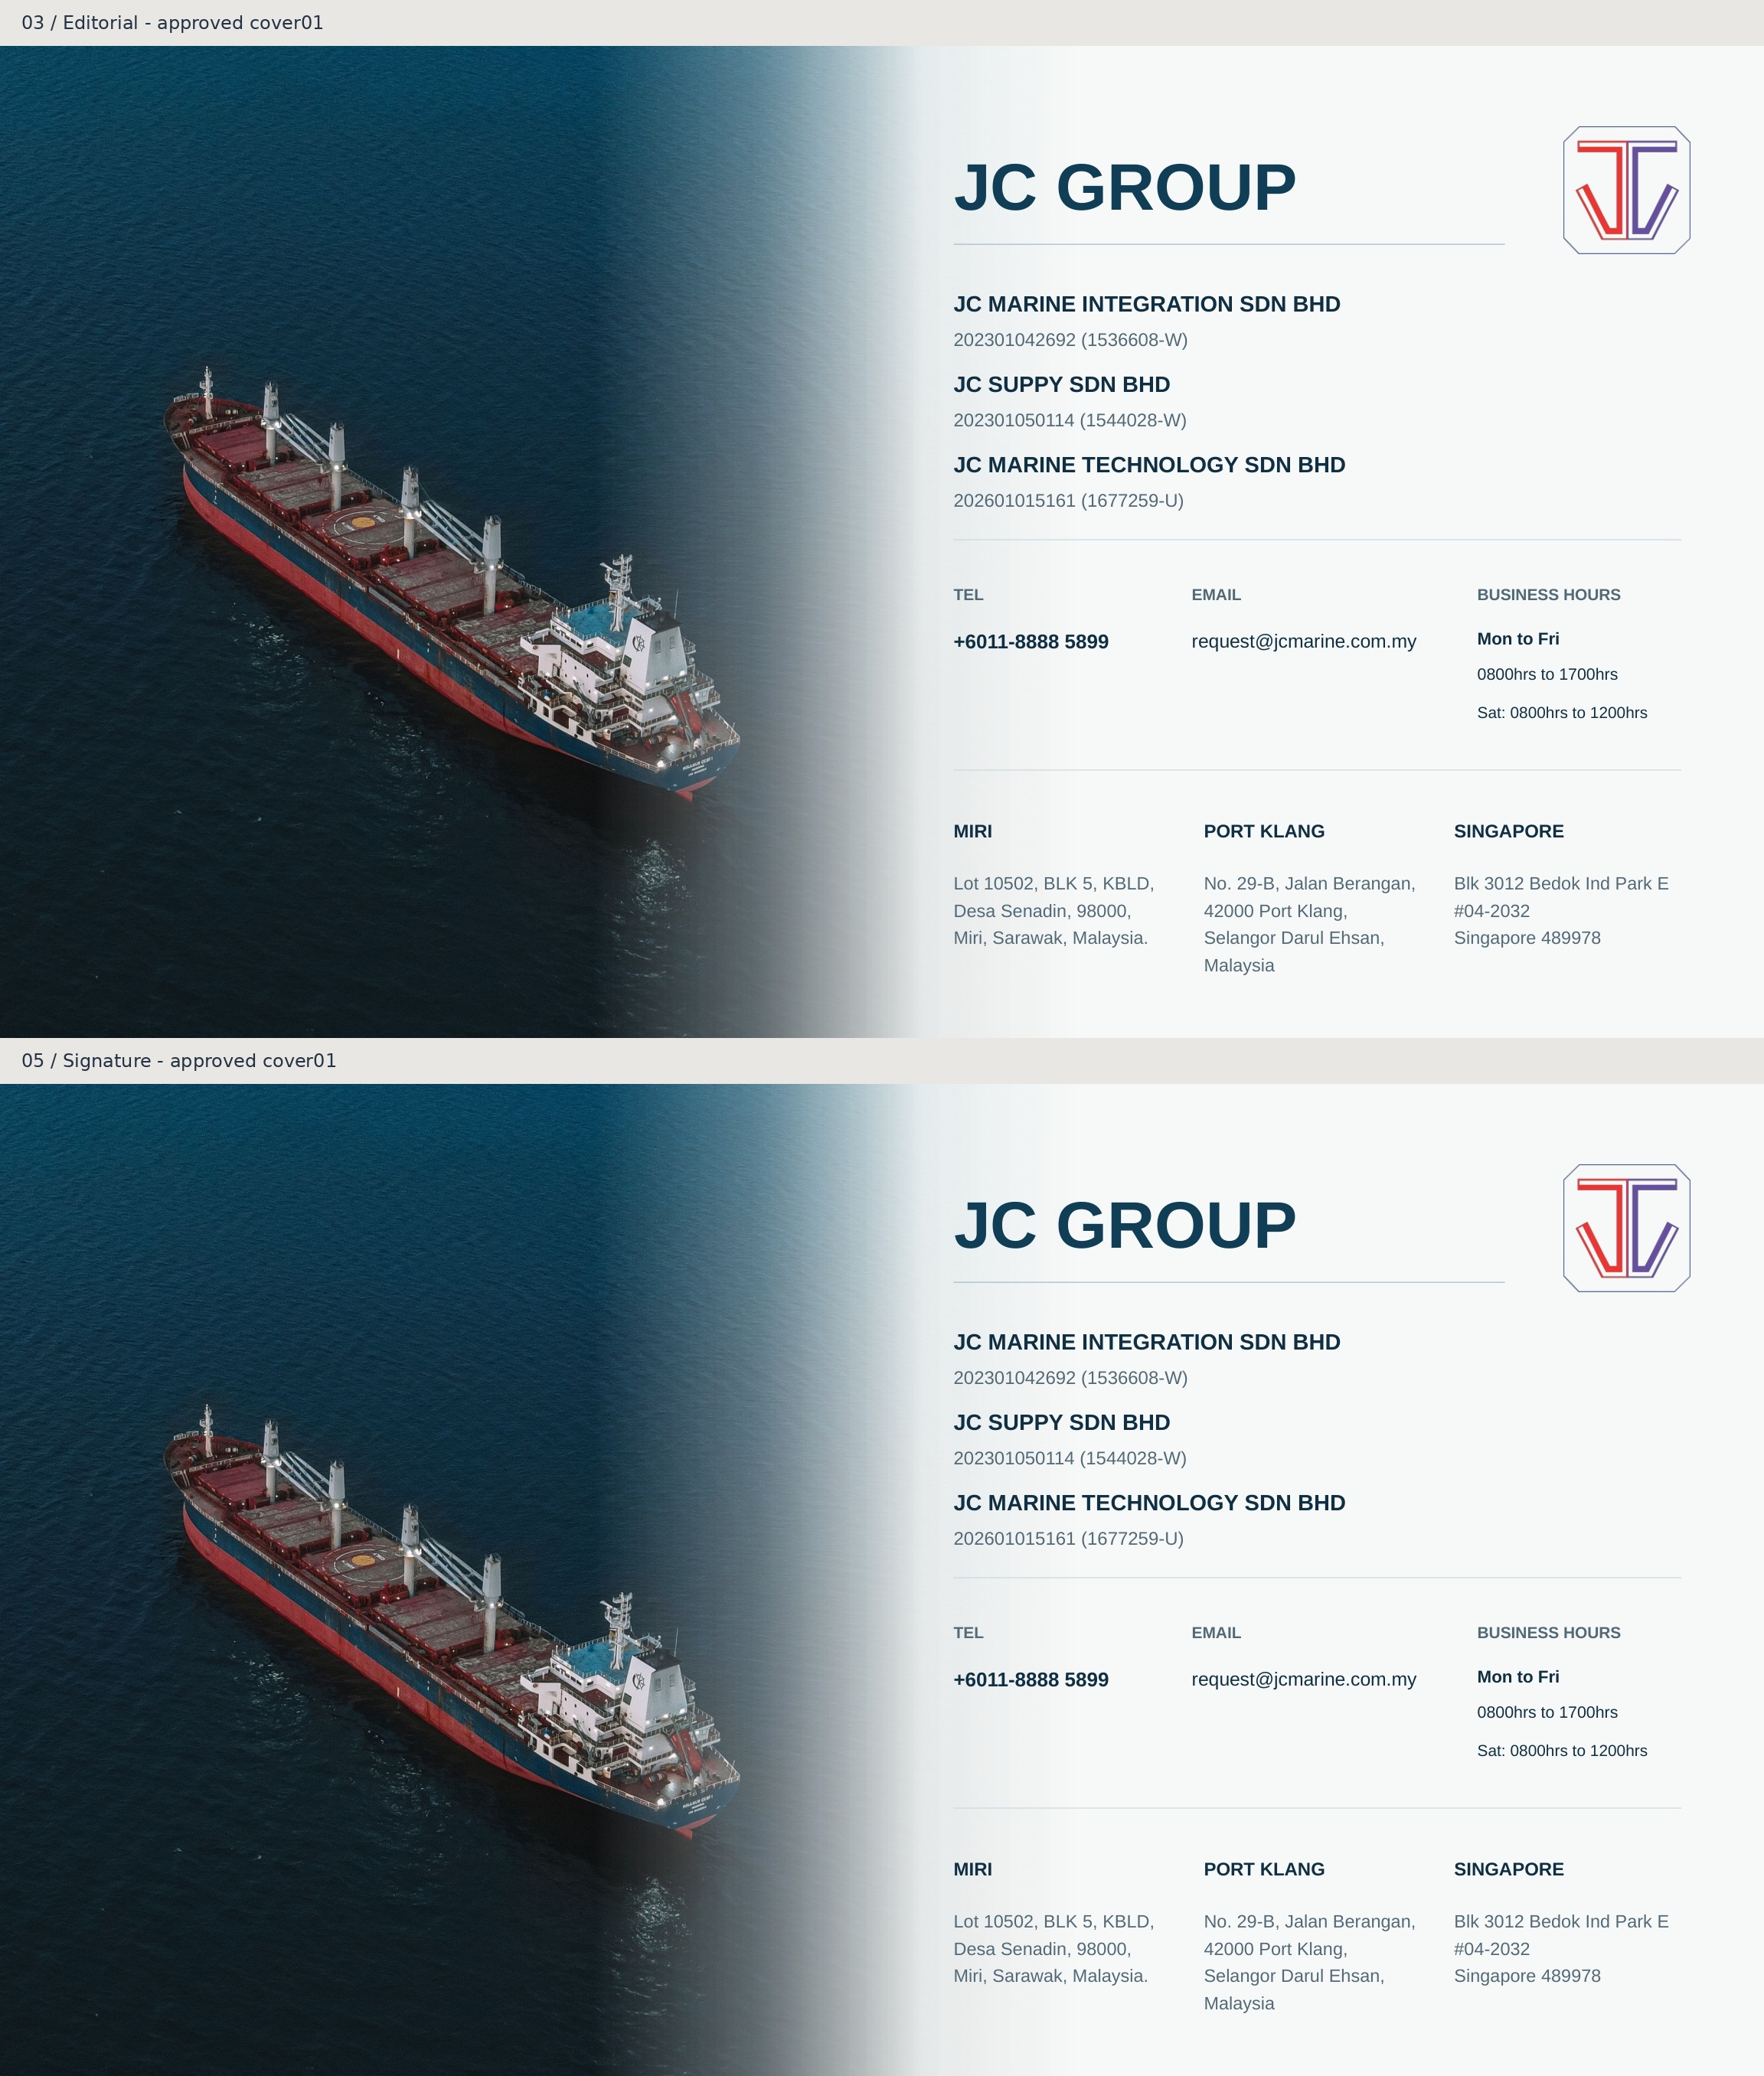 03 / Editorial - approved cover01
JC GROUP
JC MARINE INTEGRATION SDN BHD
202301042692 (1536608-W)
JC SUPPY SDN BHD
202301050114 (1544028-W)
JC MARINE TECHNOLOGY SDN BHD
202601015161 (1677259-U)
TEL
+6011-8888 5899
EMAIL
request@jcmarine.com.my
BUSINESS HOURS
Mon to Fri
0800hrs to 1700hrs
Sat: 0800hrs to 1200hrs
MIRI
Lot 10502, BLK 5, KBLD,
Desa Senadin, 98000,
Miri, Sarawak, Malaysia.
PORT KLANG
No. 29-B, Jalan Berangan,
42000 Port Klang,
Selangor Darul Ehsan,
Malaysia
SINGAPORE
Blk 3012 Bedok Ind Park E
#04-2032
Singapore 489978
05 / Signature - approved cover01
JC GROUP
JC MARINE INTEGRATION SDN BHD
202301042692 (1536608-W)
JC SUPPY SDN BHD
202301050114 (1544028-W)
JC MARINE TECHNOLOGY SDN BHD
202601015161 (1677259-U)
TEL
+6011-8888 5899
EMAIL
request@jcmarine.com.my
BUSINESS HOURS
Mon to Fri
0800hrs to 1700hrs
Sat: 0800hrs to 1200hrs
MIRI
Lot 10502, BLK 5, KBLD,
Desa Senadin, 98000,
Miri, Sarawak, Malaysia.
PORT KLANG
No. 29-B, Jalan Berangan,
42000 Port Klang,
Selangor Darul Ehsan,
Malaysia
SINGAPORE
Blk 3012 Bedok Ind Park E
#04-2032
Singapore 489978